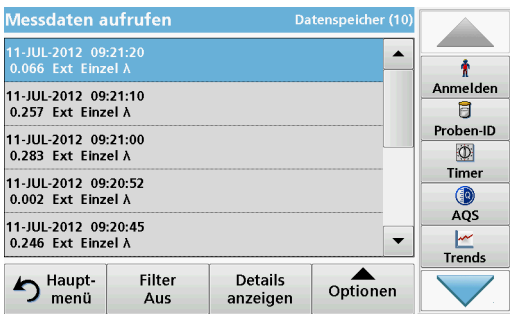 Messdaten aufrufen
Datenspeicher (10)
11-JUL-2012 09:21:20
0.066 Ext Einzel λ
11-JUL-2012 09:21:10
0.257 Ext Einzel λ
11-JUL-2012 09:21:00
0.283 Ext Einzel λ
11-JUL-2012 09:20:52
0.002 Ext Einzel λ
11-JUL-2012 09:20:45
0.246 Ext Einzel λ
Haupt-
menü
Filter
Aus
Details
anzeigen
Optionen
Anmelden
Proben-ID
Timer
AQS
Trends